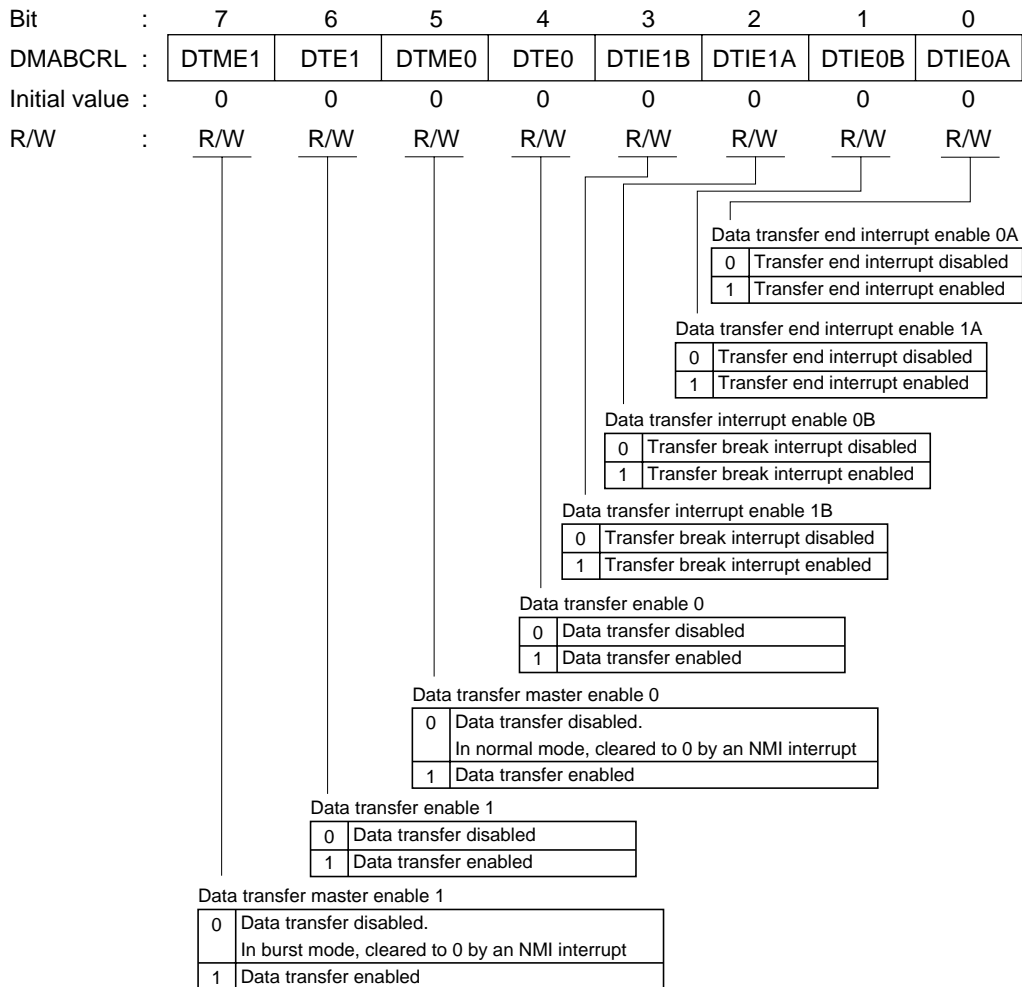 Bit : 7 6 5 4 3 2 1 0
DMABCRL : DTME1 DTE1 DTME0 DTE0 DTIE1B DTIE1A DTIE0B DTIE0A
Initial value : 0 0 0 0 0 0 0 0
R/W : R/W R/W R/W R/W R/W R/W R/W R/W
Data transfer end interrupt enable 0A
0 Transfer end interrupt disabled
1 Transfer end interrupt enabled
Data transfer end interrupt enable 1A
0 Transfer end interrupt disabled
1 Transfer end interrupt enabled
Data transfer interrupt enable 0B
0 Transfer break interrupt disabled
1 Transfer break interrupt enabled
Data transfer interrupt enable 1B
0 Transfer break interrupt disabled
1 Transfer break interrupt enabled
Data transfer enable 0
0 Data transfer disabled
1 Data transfer enabled
Data transfer master enable 0
0 Data transfer disabled.
In normal mode, cleared to 0 by an NMI interrupt
1 Data transfer enabled
Data transfer enable 1
0 Data transfer disabled
1 Data transfer enabled
Data transfer master enable 1
0 Data transfer disabled.
In burst mode, cleared to 0 by an NMI interrupt
1 Data transfer enabled